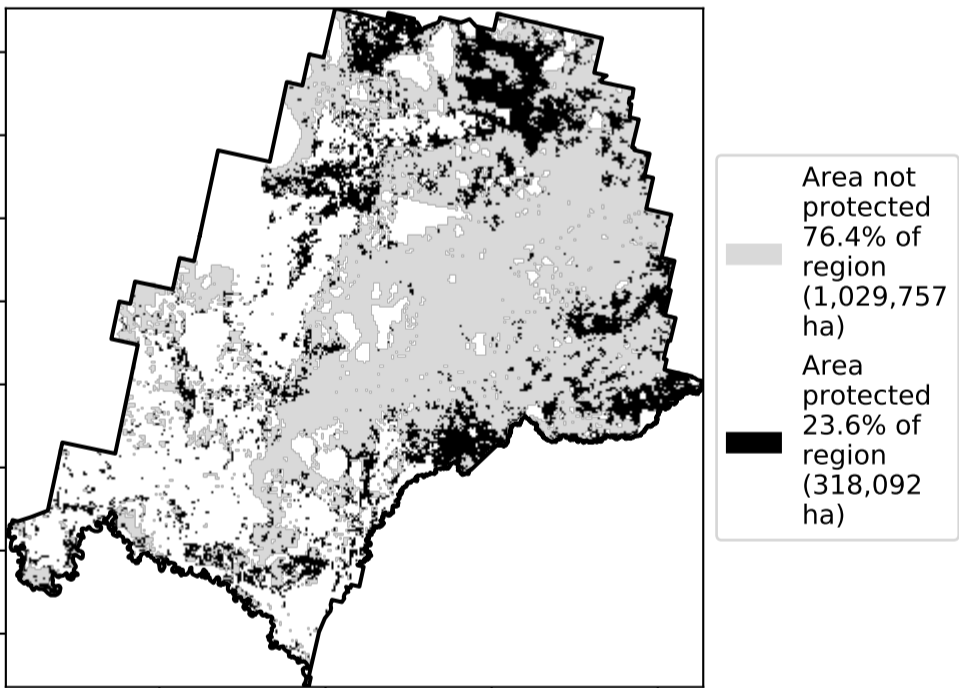 Area not
protected
76.4% of
region
(1,029,757
ha)
Area
protected
23.6% of
region
(318,092
ha)